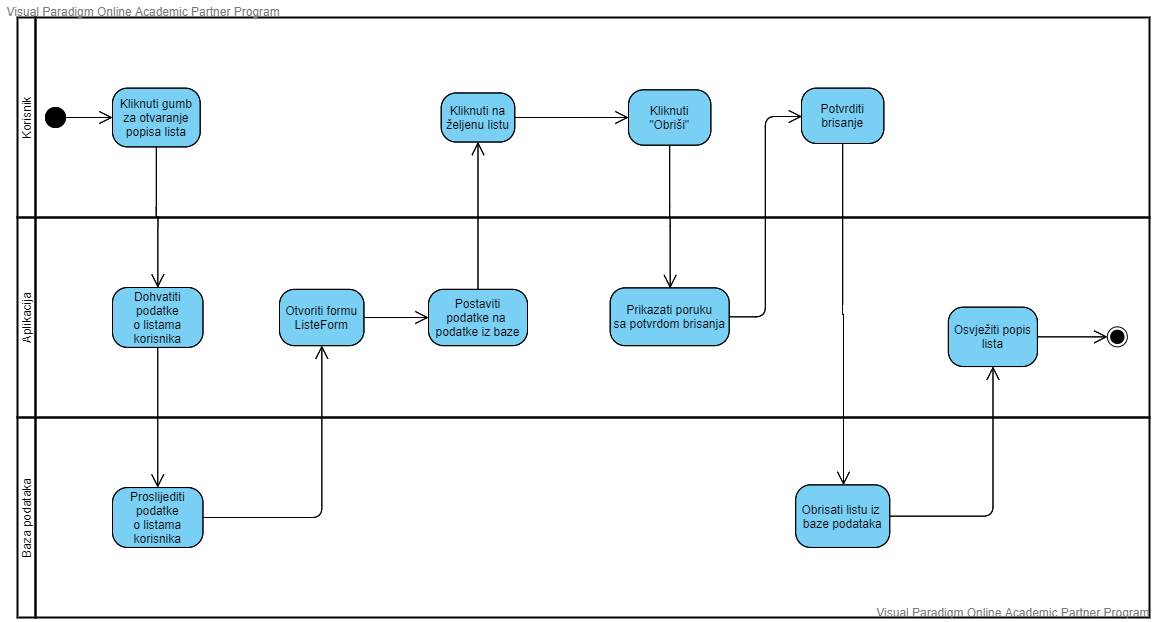 Visual Paradigm Online Academic Partner Program
Korisnik
Kliknuti gumb
za otvaranje
popisa lista
Kliknuti na
željenu listu
Kliknuti
"Obriši"
Potvrditi
brisanje
Aplikacija
Dohvatiti
podatke
o listama
korisnika
Otvoriti formu
ListeForm
Postaviti
podatke na
podatke iz baze
Prikazati poruku
sa potvrdom brisanja
Osvježiti popis
lista
Baza podataka
Proslijediti
podatke
o listama
korisnika
Obrisati listu iz
baze podataka
Visual Paradigm Online Academic Partner Program